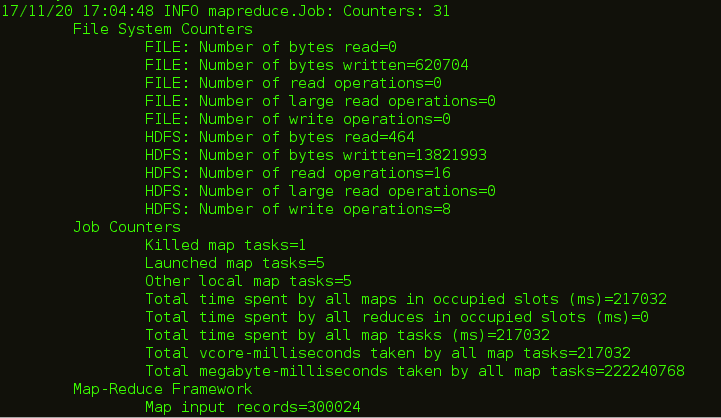 17/11/20 17:04:48 INFO mapreduce.Job: Counters: 31
File System Counters
FILE: Number of bytes read=0
FILE: Number of bytes written=620704
FILE: Number of read operations=0
FILE: Number of large read operations=0
FILE: Number of write operations=0
HDFS: Number of bytes read=464
HDFS: Number of bytes written=13821993
HDFS: Number of read operations=16
HDFS: Number of large read operations=0
HDFS: Number of write operations=8
Job Counters
Killed map tasks=1
Launched map tasks=5
Other local map tasks=5
Total time spent by all maps in occupied slots (ms)=217032
Total time spent by all reduces in occupied slots (ms)=0
Total time spent by all map tasks (ms)=217032
Total vcore-milliseconds taken by all map tasks=217032
Total megabyte-milliseconds taken by all map tasks=222240768
Map-Reduce Framework
Map input records=300024